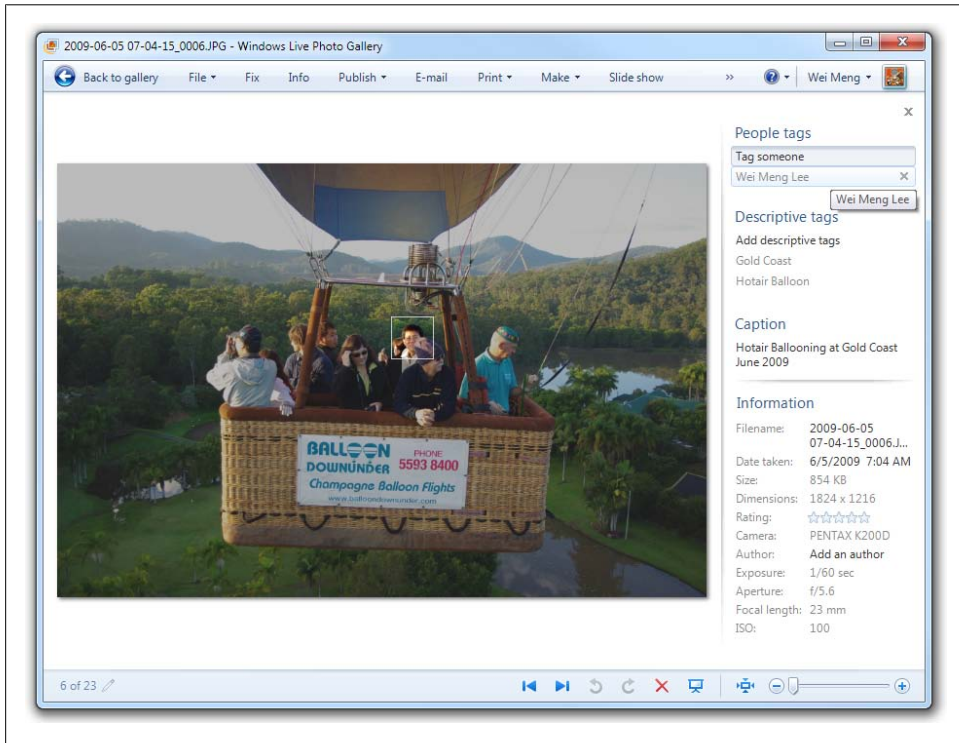 2009-06-05 07-04-15_0006.JPG - Windows Live Photo Gallery
Back to gallery File Fix Info Publish E-mail Print Make Slide show » Wei Meng
People tags
Tag someone
Wei Meng Lee
Wei Meng Lee
Descriptive tags
Add descriptive tags
Gold Coast
Hotair Balloon
Caption
Hotair Ballooning at Gold Coast
June 2009
BALLOON
DOWNUNDER
PHONE
5593 8400
Champagne Balloon Flights
www.balloondownunder.com
Information
Filename: 2009-06-05
07-04-15_0006.J...
Date taken: 6/5/2009 7:04 AM
Size: 854 KB
Dimensions: 1824 x 1216
Rating:
Camera: PENTAX K200D
Author: Add an author
Exposure: 1/60 sec
Aperture: f/5.6
Focal length: 23 mm
ISO: 100
6 of 23